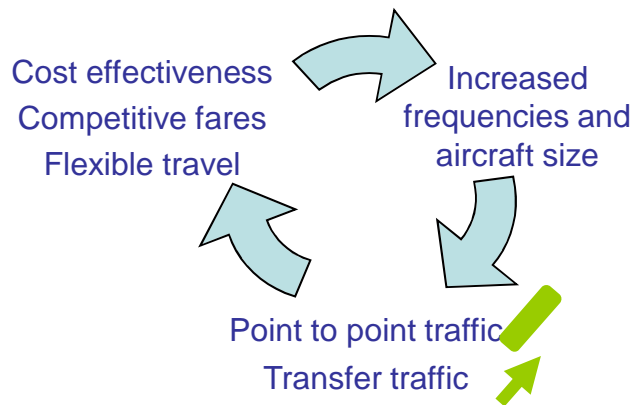 Cost effectiveness
Competitive fares
Flexible travel
Increased
frequencies and
aircraft size
Point to point traffic
Transfer traffic